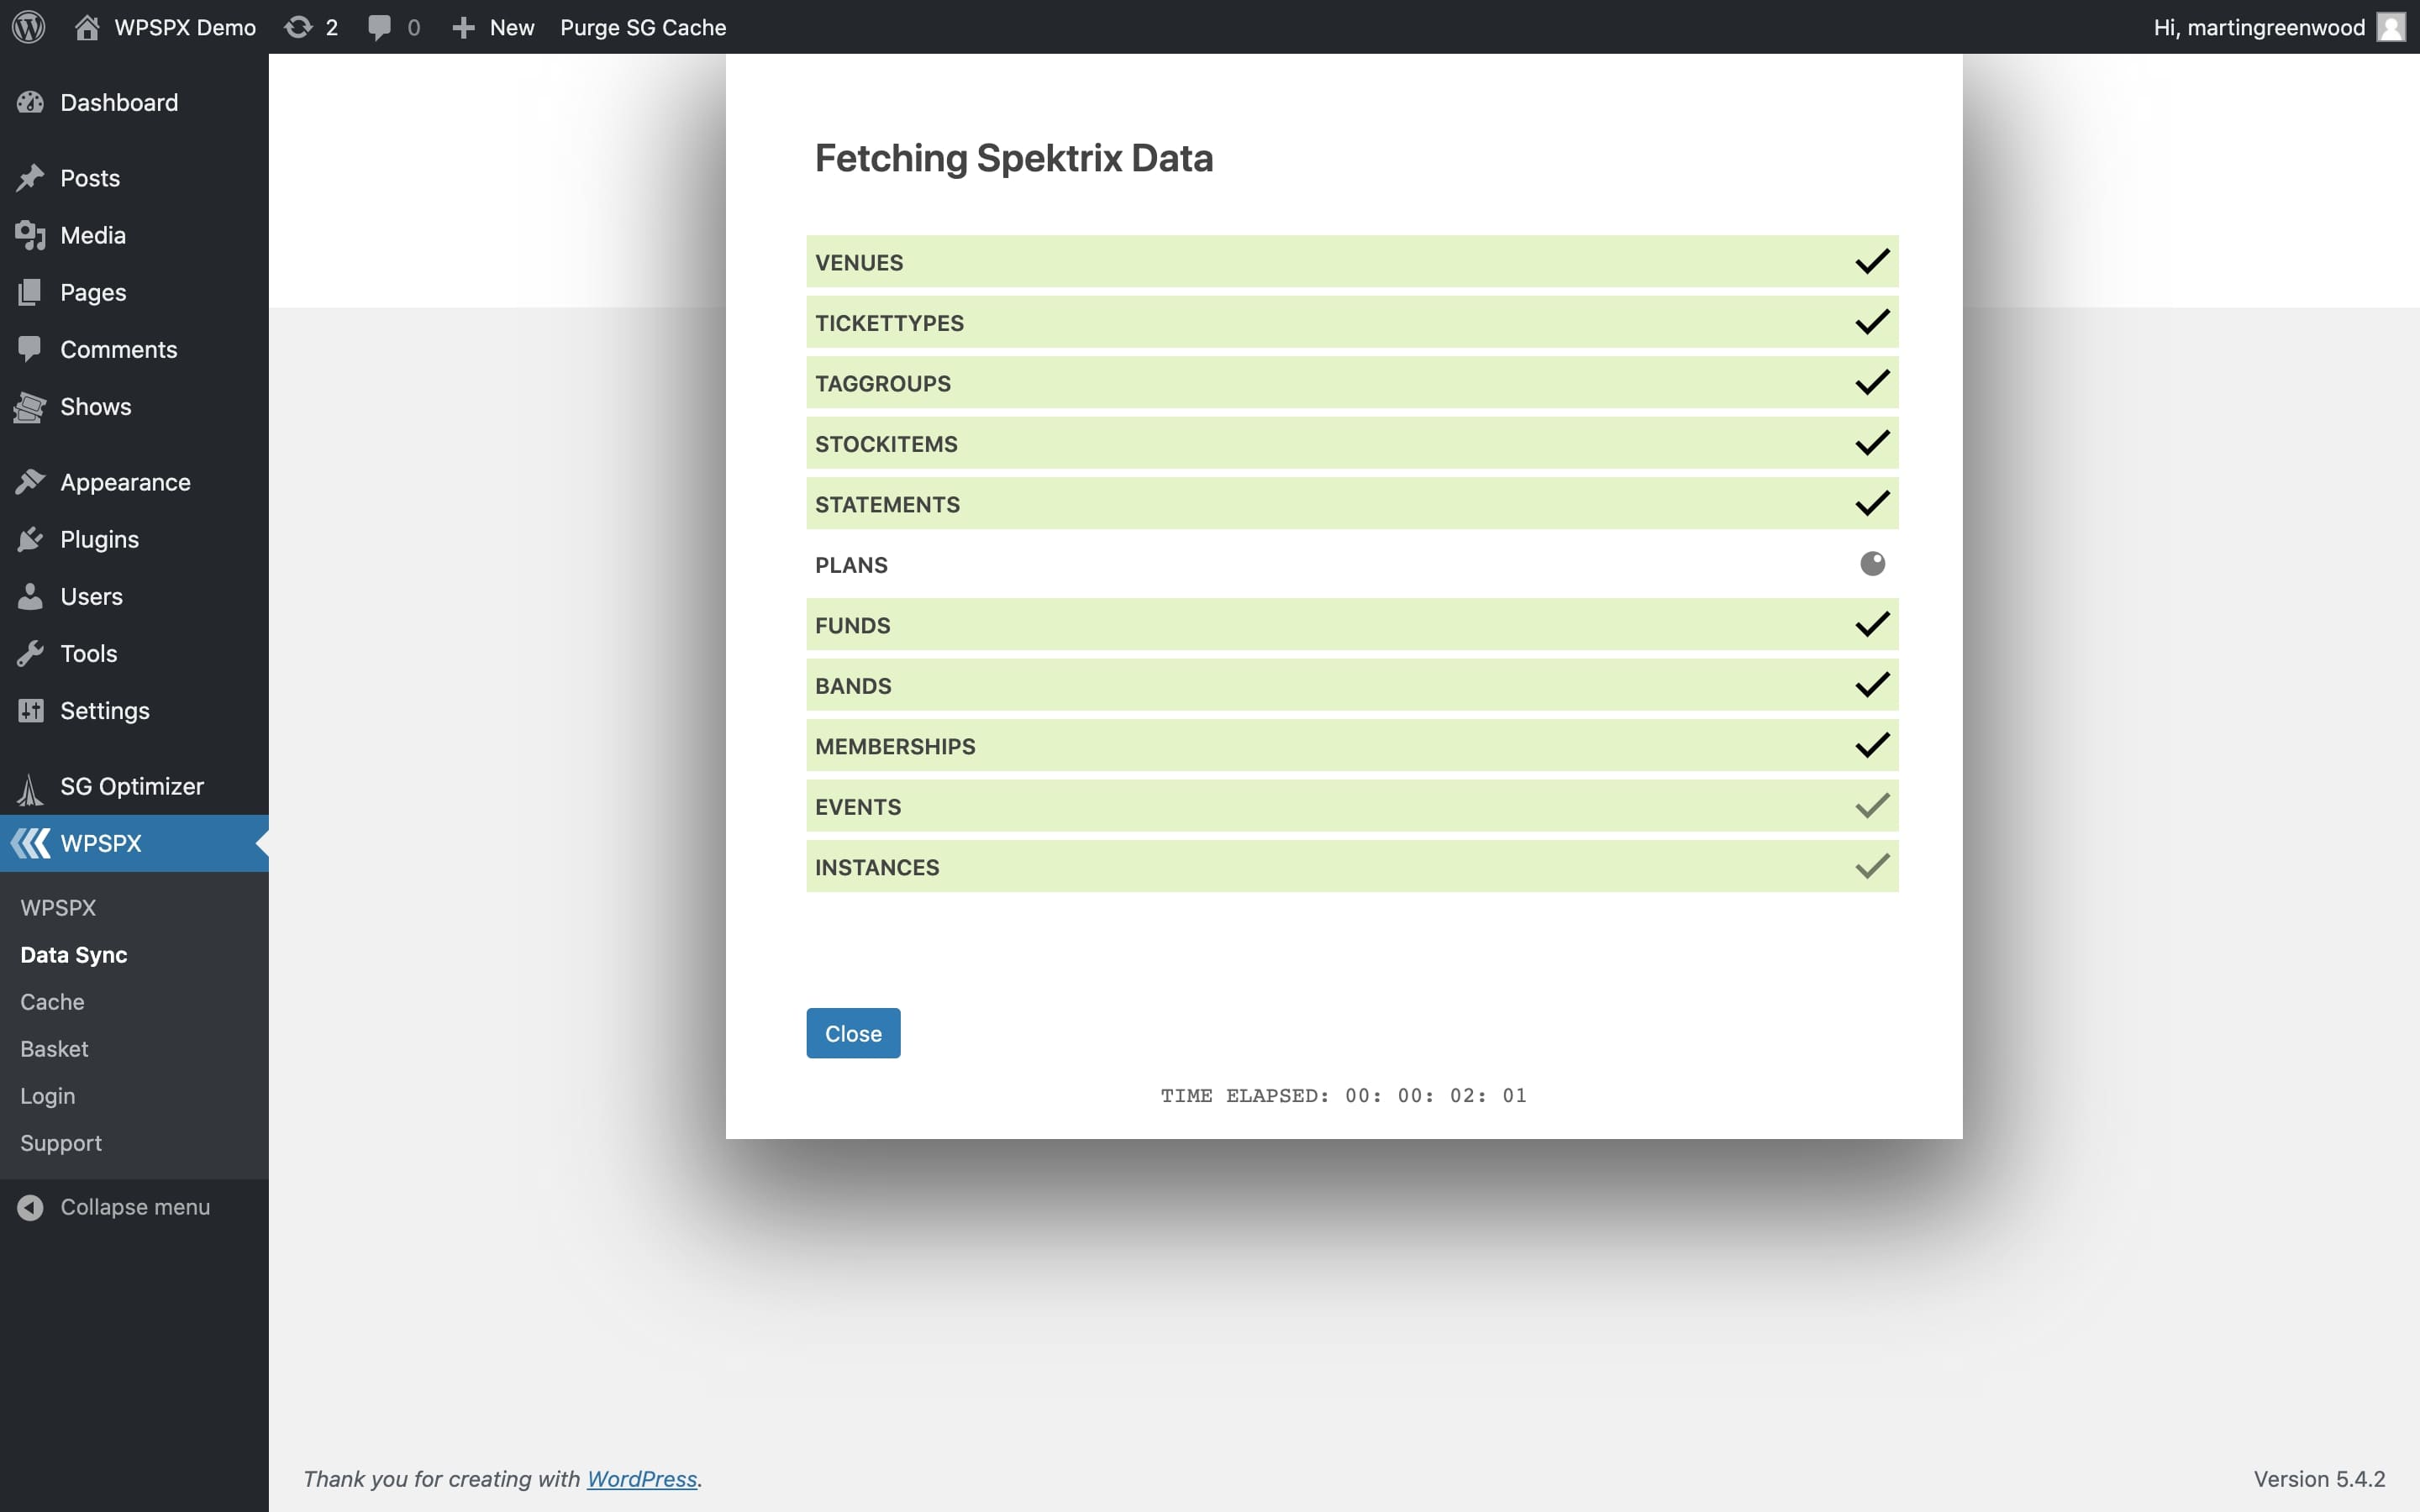 WPSPX Demo 2 0 New Purge SG Cache Hi, martingreenwood
Dashboard
Posts
Media
Pages
Comments
Shows
Appearance
Plugins
Users
Tools
Settings
SG Optimizer
WPSPX
WPSPX
Data Sync
Cache
Basket
Login
Support
Collapse menu
Fetching Spektrix Data
VENUES
TICKETTYPES
TAGGROUPS
STOCKITEMS
STATEMENTS
PLANS
FUNDS
BANDS
MEMBERSHIPS
EVENTS
INSTANCES
Close
TIME ELAPSED: 00: 00: 02: 01
Thank you for creating with WordPress.
Version 5.4.2